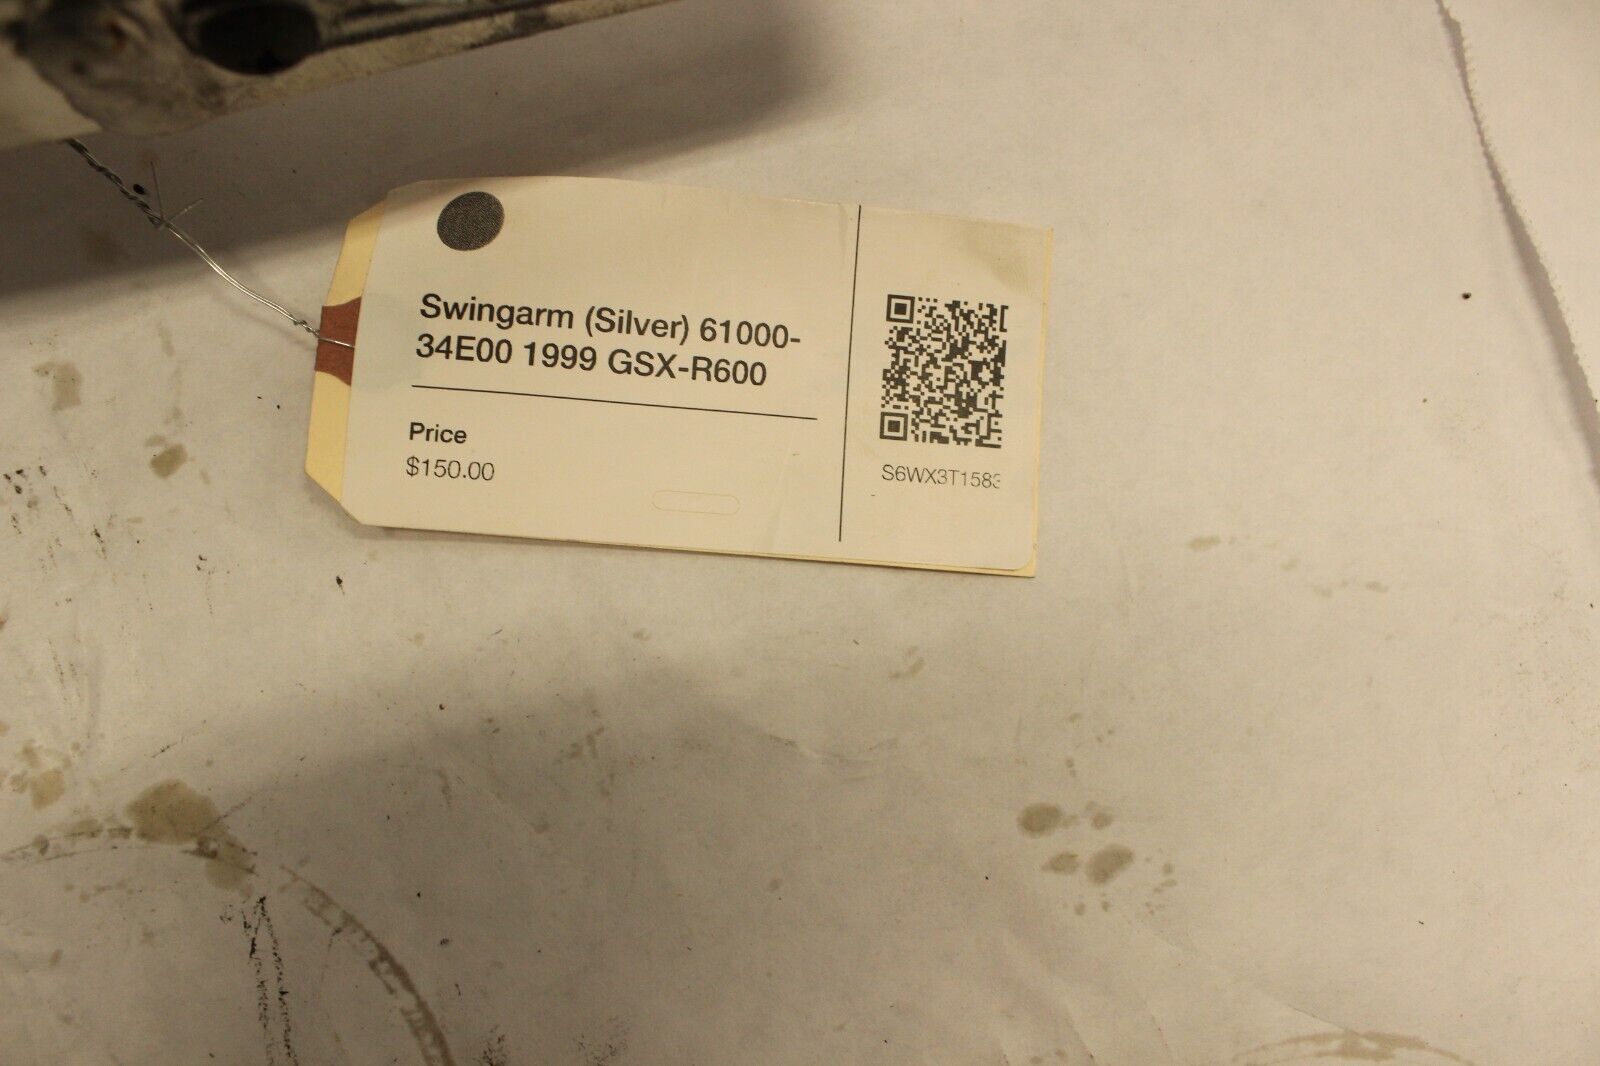 Swingarm (Silver) 61000-
34E00 1999 GSX-R600
Price
$150.00
S6WX3T1583